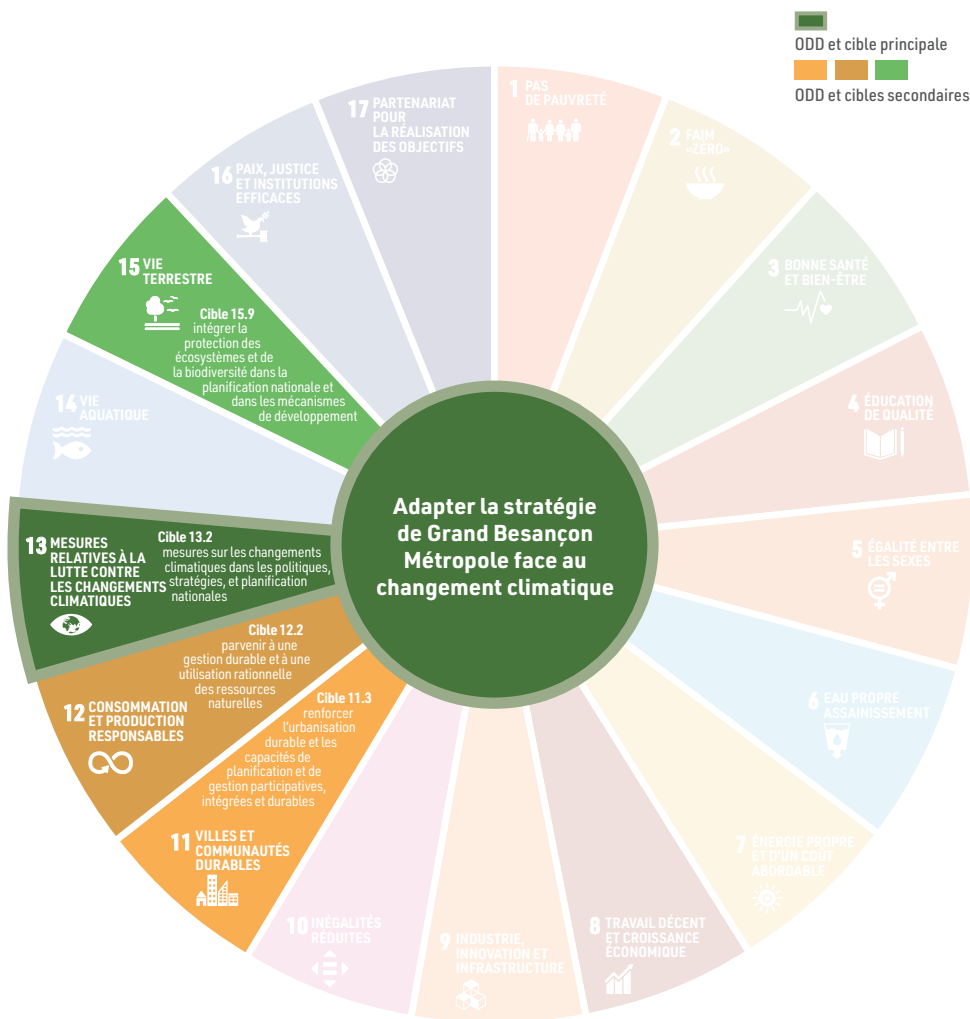 ODD et cible principale
ODD et cibles secondaires
1 PAS
DE PAUVRETÉ
2 FAIM
«ZÉRO»
3 BONNE SANTÉ
ET BIEN-ÊTRE
4 ÉDUCATION
DE QUALITÉ
5 ÉGALITÉ ENTRE
LES SEXES
6 EAU PROPRE
ASSAINISSEMENT
7 ÉNERGIE PROPRE
ET D'UN COÛT
ABORDABLE
8 TRAVAIL DÉCENT
ET CROISSANCE
ÉCONOMIQUE
9 INDUSTRIE,
INNOVATION ET
INFRASTRUCTURE
10 INÉGALITÉS
RÉDUITES
11 VILLES ET
COMMUNAUTÉS
DURABLES
Cible 11.3
renforcer
l'urbanisation
durable et les
capacités de
planification et de
gestion participatives,
intégrées et durables
12 CONSOMMATION
ET PRODUCTION
RESPONSABLES
Cible 12.2
parvenir à une
gestion durable et à une
utilisation rationnelle
des ressources
naturelles
13 MESURES
RELATIVES À LA
LUTTE CONTRE
LES CHANGEMENTS
CLIMATIQUES
Cible 13.2
mesures sur les changements
climatiques dans les politiques,
stratégies, et planification
nationales
14 VIE
AQUATIQUE
15 VIE
TERRESTRE
Cible 15.9
intégrer la
protection des
écosystèmes et de
la biodiversité dans la
planification nationale et
dans les mécanismes
de développement
16 PAIX, JUSTICE
ET INSTITUTIONS
EFFICACES
17 PARTENARIAT
POUR
LA RÉALISATION
DES OBJECTIFS
Adapter la stratégie
de Grand Besançon
Métropole face au
changement climatique